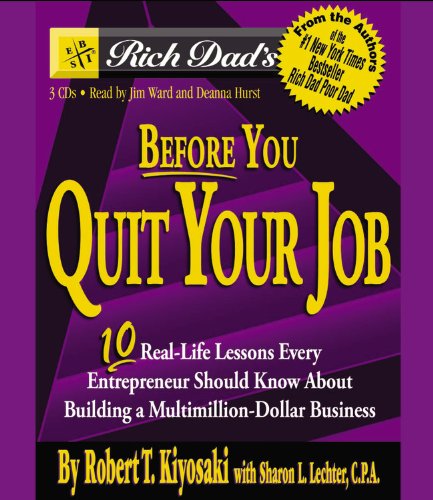 E B
S I
Rich Dad's
3 CDs • Read by Jim Ward and Deanna Hurst
From the Authors
of the
#1 New York Times
Bestseller
Rich Dad Poor Dad
BEFORE YOU
QUIT YOUR JOB
10 Real-Life Lessons Every
Entrepreneur Should Know About
Building a Multimillion-Dollar Business
By Robert T. Kiyosaki with Sharon L. Lechter, C.P.A.